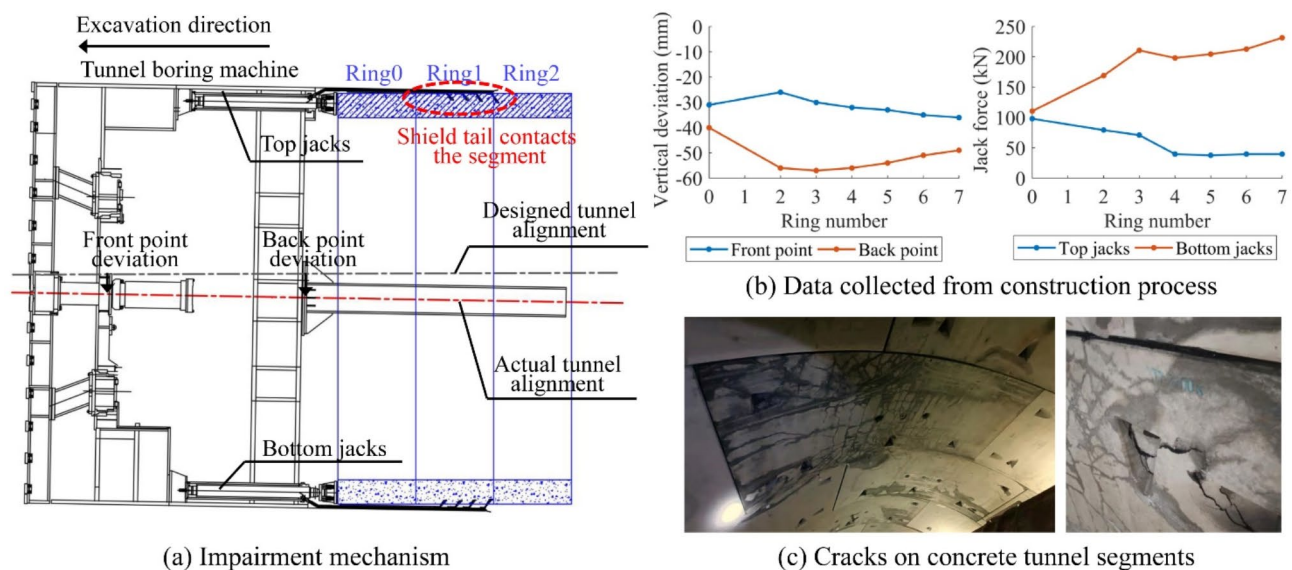 Excavation direction
Tunnel boring machine
Ring0 Ring1 Ring2
Top jacks
Shield tail contacts
the segment
Designed tunnel
alignment
Front point
deviation
Back point
deviation
Actual tunnel
alignment
Bottom jacks
(a) Impairment mechanism
Vertical deviation (mm)
0
-10
-20
-30
-40
-50
-60
0 1 2 3 4 5 6 7
Ring number
Front point Back point
Jack force (kN)
250
200
150
100
50
0
0 1 2 3 4 5 6 7
Ring number
Top jacks Bottom jacks
(b) Data collected from construction process
(c) Cracks on concrete tunnel segments